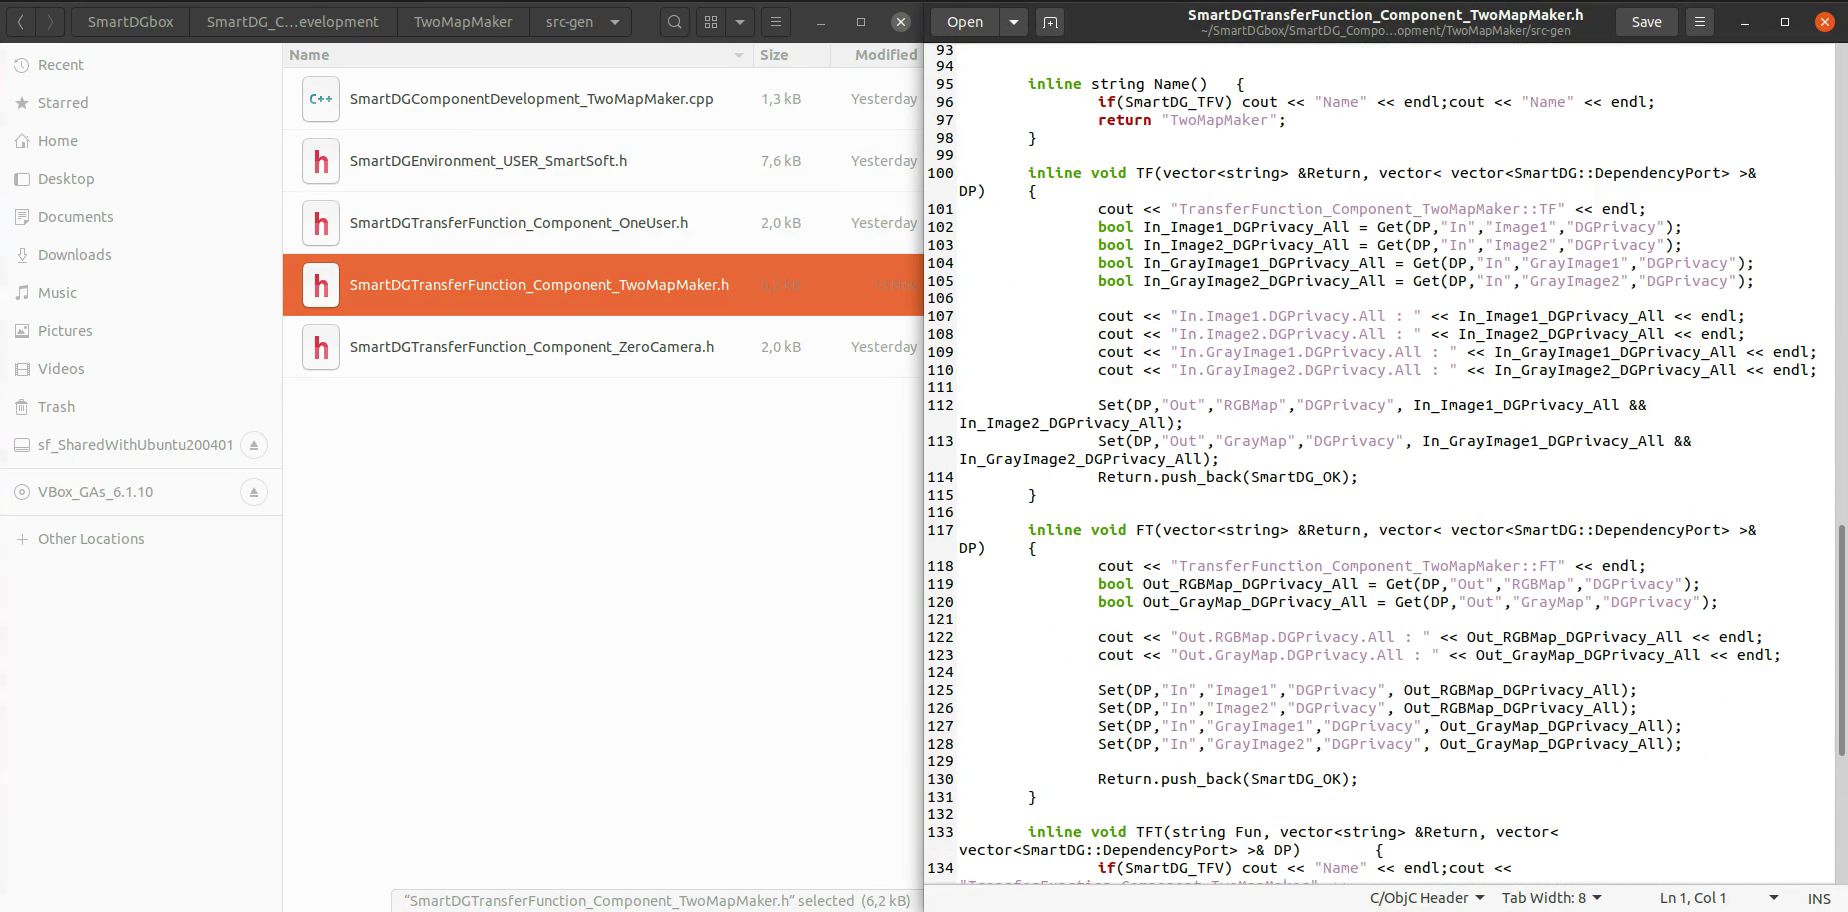 SmartDGbox
SmartDG_C...evelopment
TwoMapMaker
src-gen
Name
Size
Modified
Recent
Starred
Home
Desktop
Documents
Downloads
Music
Pictures
Videos
Trash
sf_SharedWithUbuntu200401
VBox_GAs_6.1.10
+ Other Locations
C++ SmartDGComponentDevelopment_TwoMapMaker.cpp 1,3 kB Yesterday
h SmartDGEnvironment_USER_SmartSoft.h 7,6 kB Yesterday
h SmartDGTransferFunction_Component_OneUser.h 2,0 kB Yesterday
h SmartDGTransferFunction_Component_TwoMapMaker.h
h SmartDGTransferFunction_Component_ZeroCamera.h 2,0 kB Yesterday
"SmartDGTransferFunction_Component_TwoMapMaker.h" selected (6,2 kB)
Open
SmartDGTransferFunction_Component_TwoMapMaker.h
~/SmartDGbox/SmartDG_Compo...opment/TwoMapMaker/src-gen
Save
93
94
95 inline string Name() {
96 if(SmartDG_TFV) cout << "Name" << endl;cout << "Name" << endl;
97 return "TwoMapMaker";
98 }
99
100 inline void TF(vector<string> &Return, vector< vector<SmartDG::DependencyPort> >&
DP) {
101 cout << "TransferFunction_Component_TwoMapMaker::TF" << endl;
102 bool In_Image1_DGPrivacy_All = Get(DP,"In","Image1","DGPrivacy");
103 bool In_Image2_DGPrivacy_All = Get(DP,"In","Image2","DGPrivacy");
104 bool In_GrayImage1_DGPrivacy_All = Get(DP,"In","GrayImage1","DGPrivacy");
105 bool In_GrayImage2_DGPrivacy_All = Get(DP,"In","GrayImage2","DGPrivacy");
106
107 cout << "In.Image1.DGPrivacy.All : " << In_Image1_DGPrivacy_All << endl;
108 cout << "In.Image2.DGPrivacy.All : " << In_Image2_DGPrivacy_All << endl;
109 cout << "In.GrayImage1.DGPrivacy.All : " << In_GrayImage1_DGPrivacy_All << endl;
110 cout << "In.GrayImage2.DGPrivacy.All : " << In_GrayImage2_DGPrivacy_All << endl;
111
112 Set(DP,"Out","RGBMap","DGPrivacy", In_Image1_DGPrivacy_All &&
In_Image2_DGPrivacy_All);
113 Set(DP,"Out","GrayMap","DGPrivacy", In_GrayImage1_DGPrivacy_All &&
In_GrayImage2_DGPrivacy_All);
114 Return.push_back(SmartDG_OK);
115 }
116
117 inline void FT(vector<string> &Return, vector< vector<SmartDG::DependencyPort> >&
DP) {
118 cout << "TransferFunction_Component_TwoMapMaker::FT" << endl;
119 bool Out_RGBMap_DGPrivacy_All = Get(DP,"Out","RGBMap","DGPrivacy");
120 bool Out_GrayMap_DGPrivacy_All = Get(DP,"Out","GrayMap","DGPrivacy");
121
122 cout << "Out.RGBMap.DGPrivacy.All : " << Out_RGBMap_DGPrivacy_All << endl;
123 cout << "Out.GrayMap.DGPrivacy.All : " << Out_GrayMap_DGPrivacy_All << endl;
124
125 Set(DP,"In","Image1","DGPrivacy", Out_RGBMap_DGPrivacy_All);
126 Set(DP,"In","Image2","DGPrivacy", Out_RGBMap_DGPrivacy_All);
127 Set(DP,"In","GrayImage1","DGPrivacy", Out_GrayMap_DGPrivacy_All);
128 Set(DP,"In","GrayImage2","DGPrivacy", Out_GrayMap_DGPrivacy_All);
129
130 Return.push_back(SmartDG_OK);
131 }
132
133 inline void TFT(string Fun, vector<string> &Return, vector<
vector<SmartDG::DependencyPort> >& DP) {
134 if(SmartDG_TFV) cout << "Name" << endl;cout <<
C/ObjC Header
Tab Width: 8
Ln 1, Col 1
INS